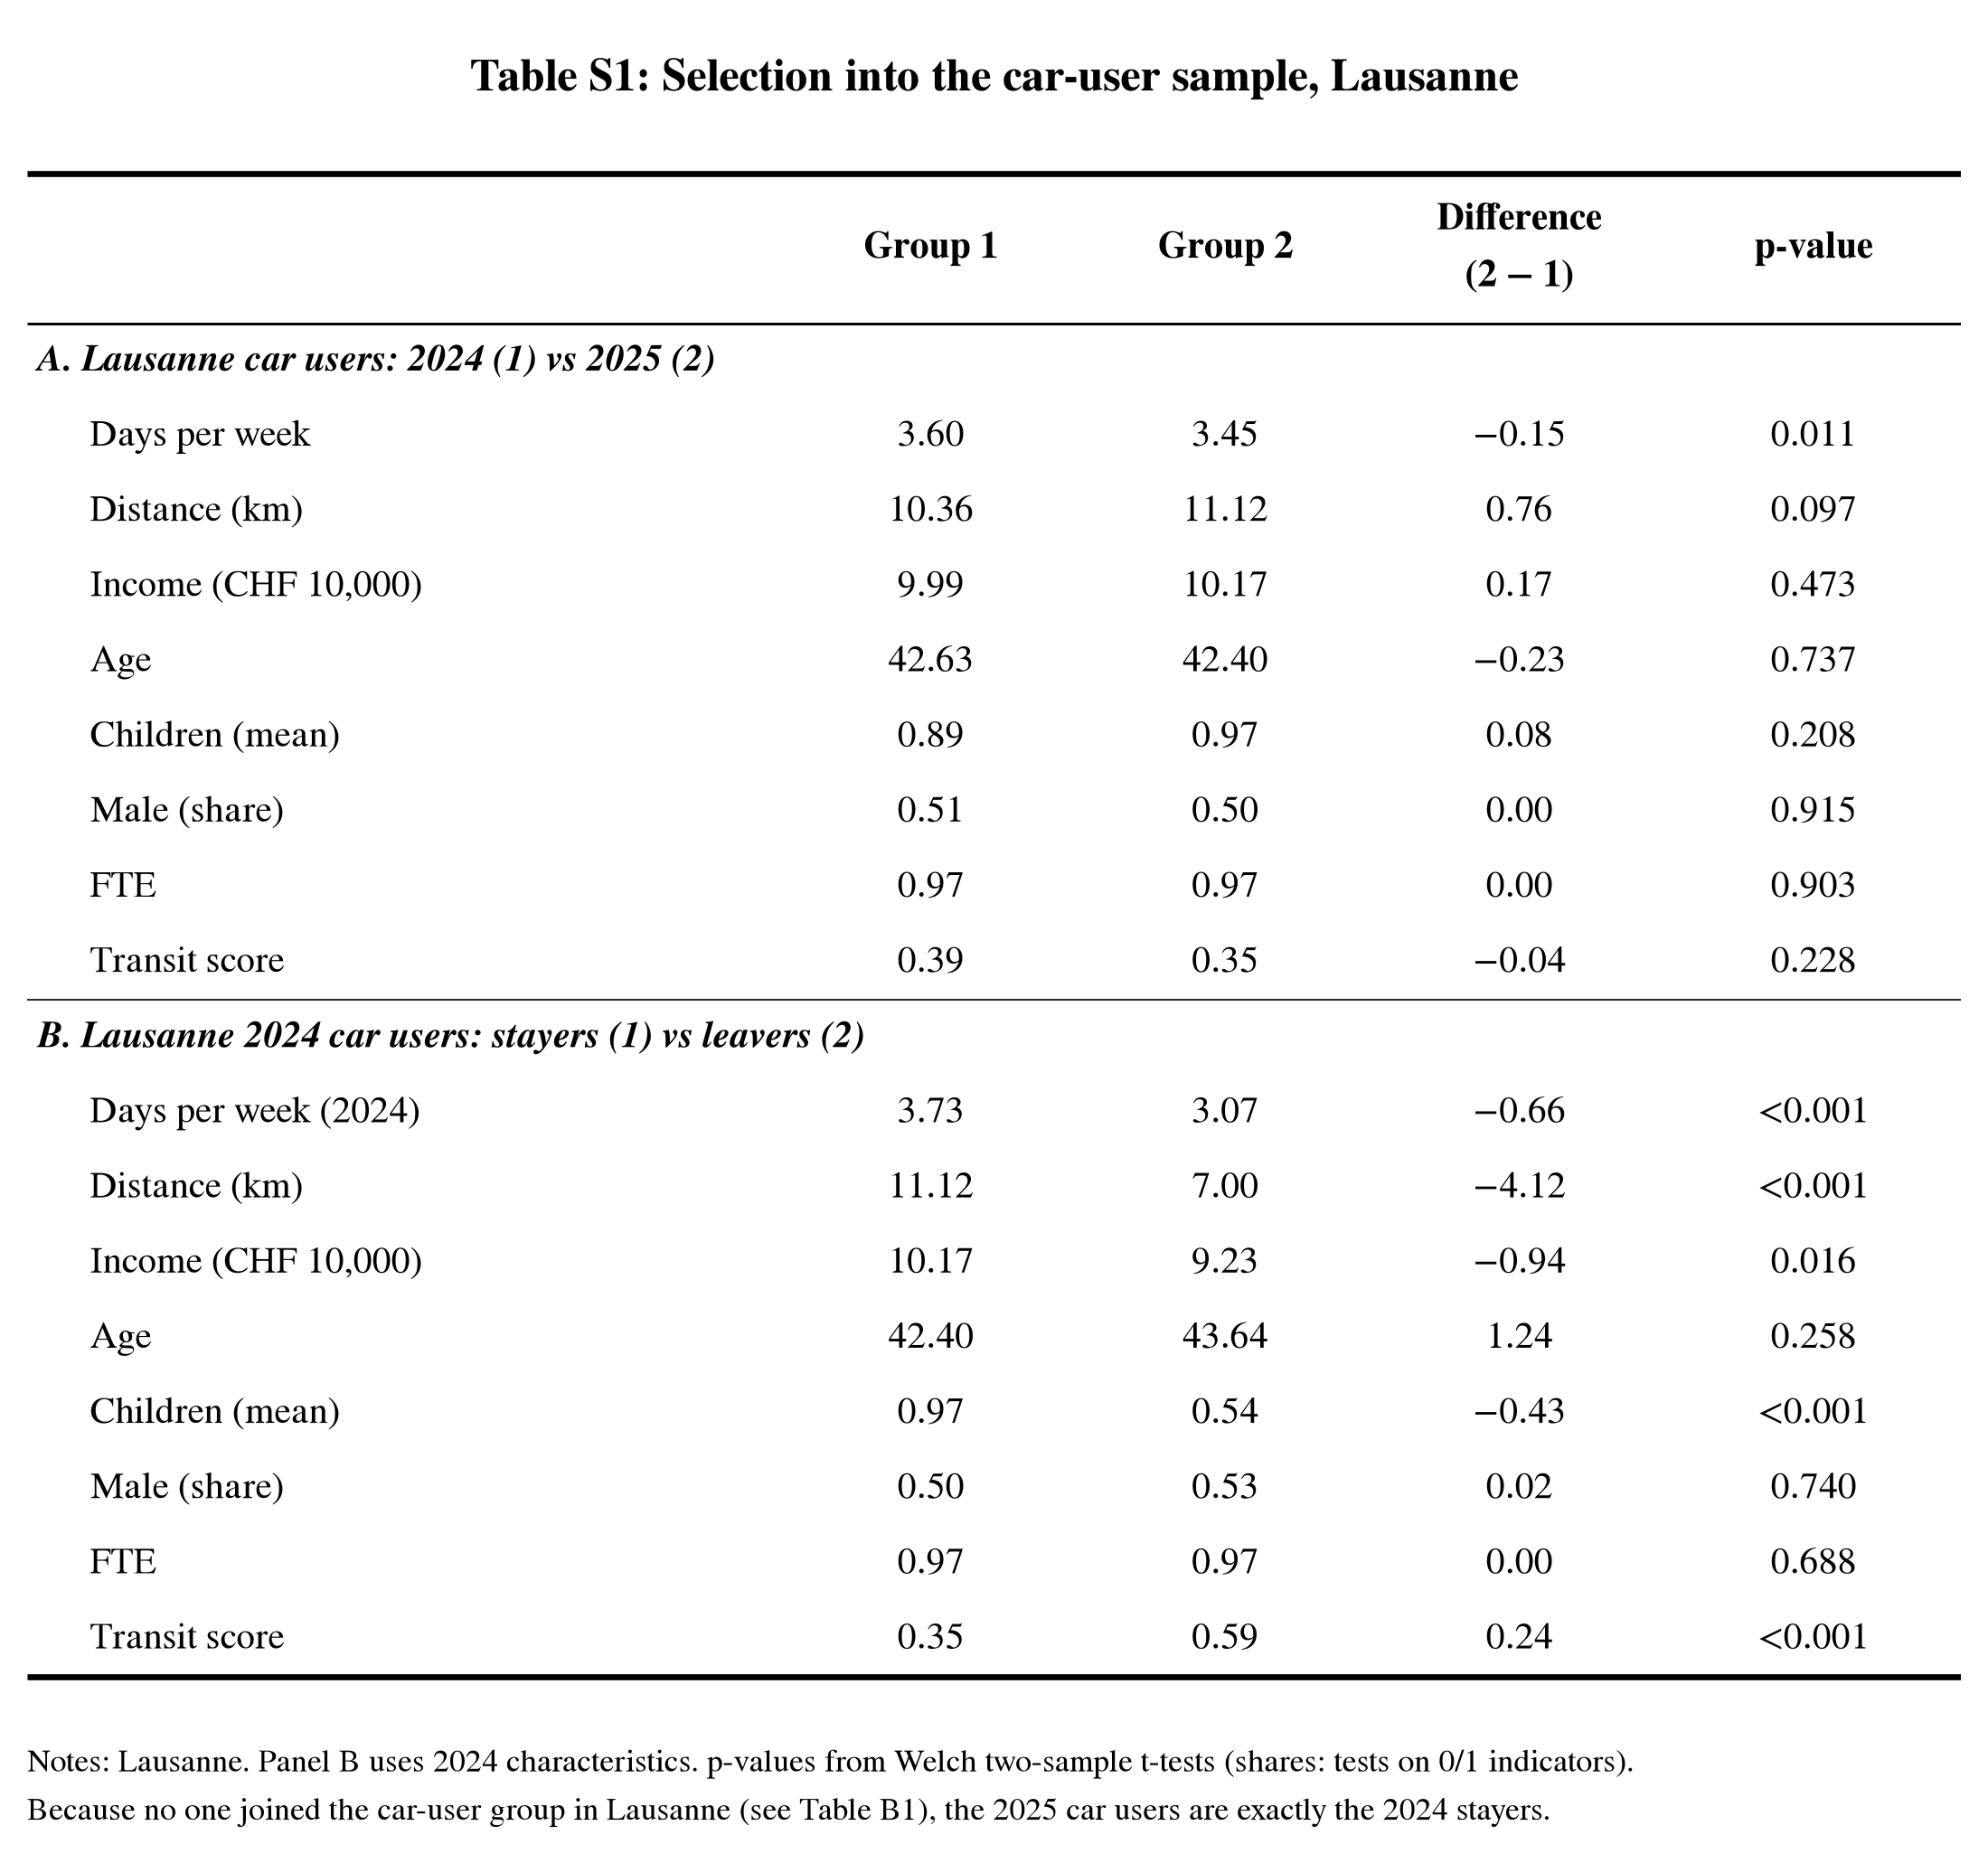 Table S1: Selection into the car-user sample, Lausanne
Group 1 Group 2 Difference (2 − 1) p-value
A. Lausanne car users: 2024 (1) vs 2025 (2)
Days per week 3.60 3.45 −0.15 0.011
Distance (km) 10.36 11.12 0.76 0.097
Income (CHF 10,000) 9.99 10.17 0.17 0.473
Age 42.63 42.40 −0.23 0.737
Children (mean) 0.89 0.97 0.08 0.208
Male (share) 0.51 0.50 0.00 0.915
FTE 0.97 0.97 0.00 0.903
Transit score 0.39 0.35 −0.04 0.228
B. Lausanne 2024 car users: stayers (1) vs leavers (2)
Days per week (2024) 3.73 3.07 −0.66 <0.001
Distance (km) 11.12 7.00 −4.12 <0.001
Income (CHF 10,000) 10.17 9.23 −0.94 0.016
Age 42.40 43.64 1.24 0.258
Children (mean) 0.97 0.54 −0.43 <0.001
Male (share) 0.50 0.53 0.02 0.740
FTE 0.97 0.97 0.00 0.688
Transit score 0.35 0.59 0.24 <0.001
Notes: Lausanne. Panel B uses 2024 characteristics. p-values from Welch two-sample t-tests (shares: tests on 0/1 indicators).
Because no one joined the car-user group in Lausanne (see Table B1), the 2025 car users are exactly the 2024 stayers.